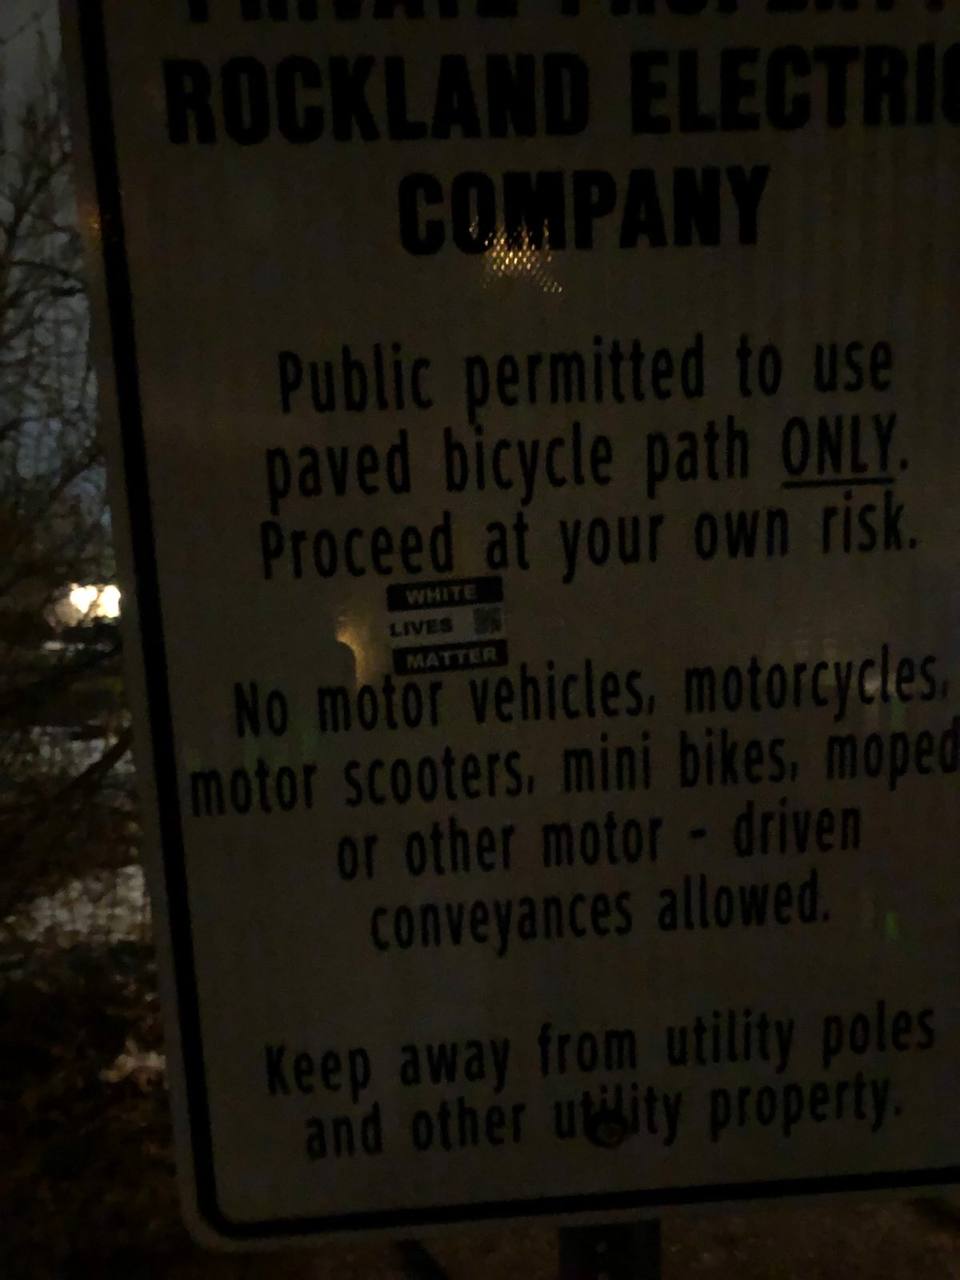 PRIVATE PROPERTY
ROCKLAND ELECTRIC
COMPANY
Public permitted to use
paved bicycle path ONLY.
Proceed at your own risk.
WHITE
LIVES
MATTER
No motor vehicles, motorcycles,
motor scooters, mini bikes, moped
or other motor - driven
conveyances allowed.
Keep away from utility poles
and other utility property.